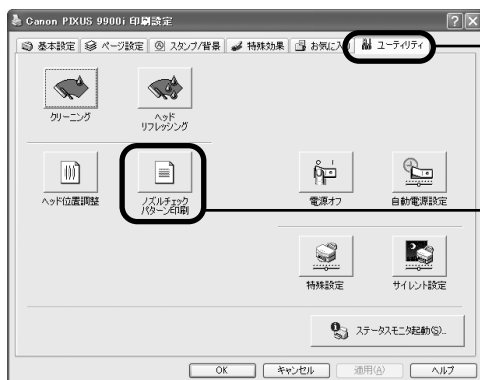 Canon PIXUS 9900i 印刷設定
基本設定 ページ設定 スタンプ/背景 特殊効果 お気に入り ユーティリティ
クリーニング
ヘッド
リフレッシング
ヘッド位置調整
ノズルチェック
パターン印刷
電源オフ
自動電源設定
特殊設定
サイレント設定
ステータスモニタ起動(S)...
OK キャンセル 適用(A) ヘルプ